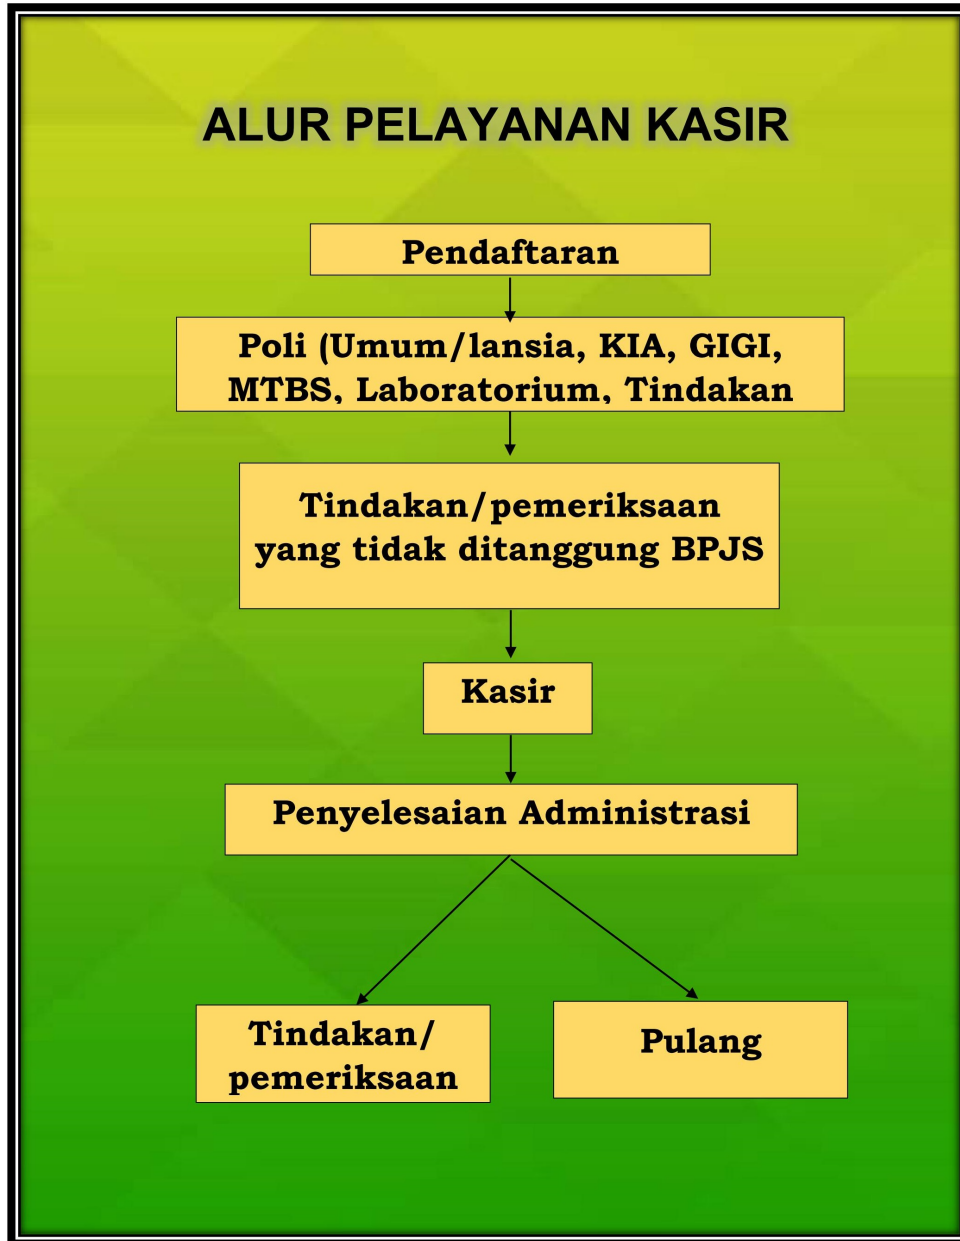 ALUR PELAYANAN KASIR
Pendaftaran
Poli (Umum/lansia, KIA, GIGI,
MTBS, Laboratorium, Tindakan
Tindakan/pemeriksaan
yang tidak ditanggung BPJS
Kasir
Penyelesaian Administrasi
Tindakan/
pemeriksaan
Pulang